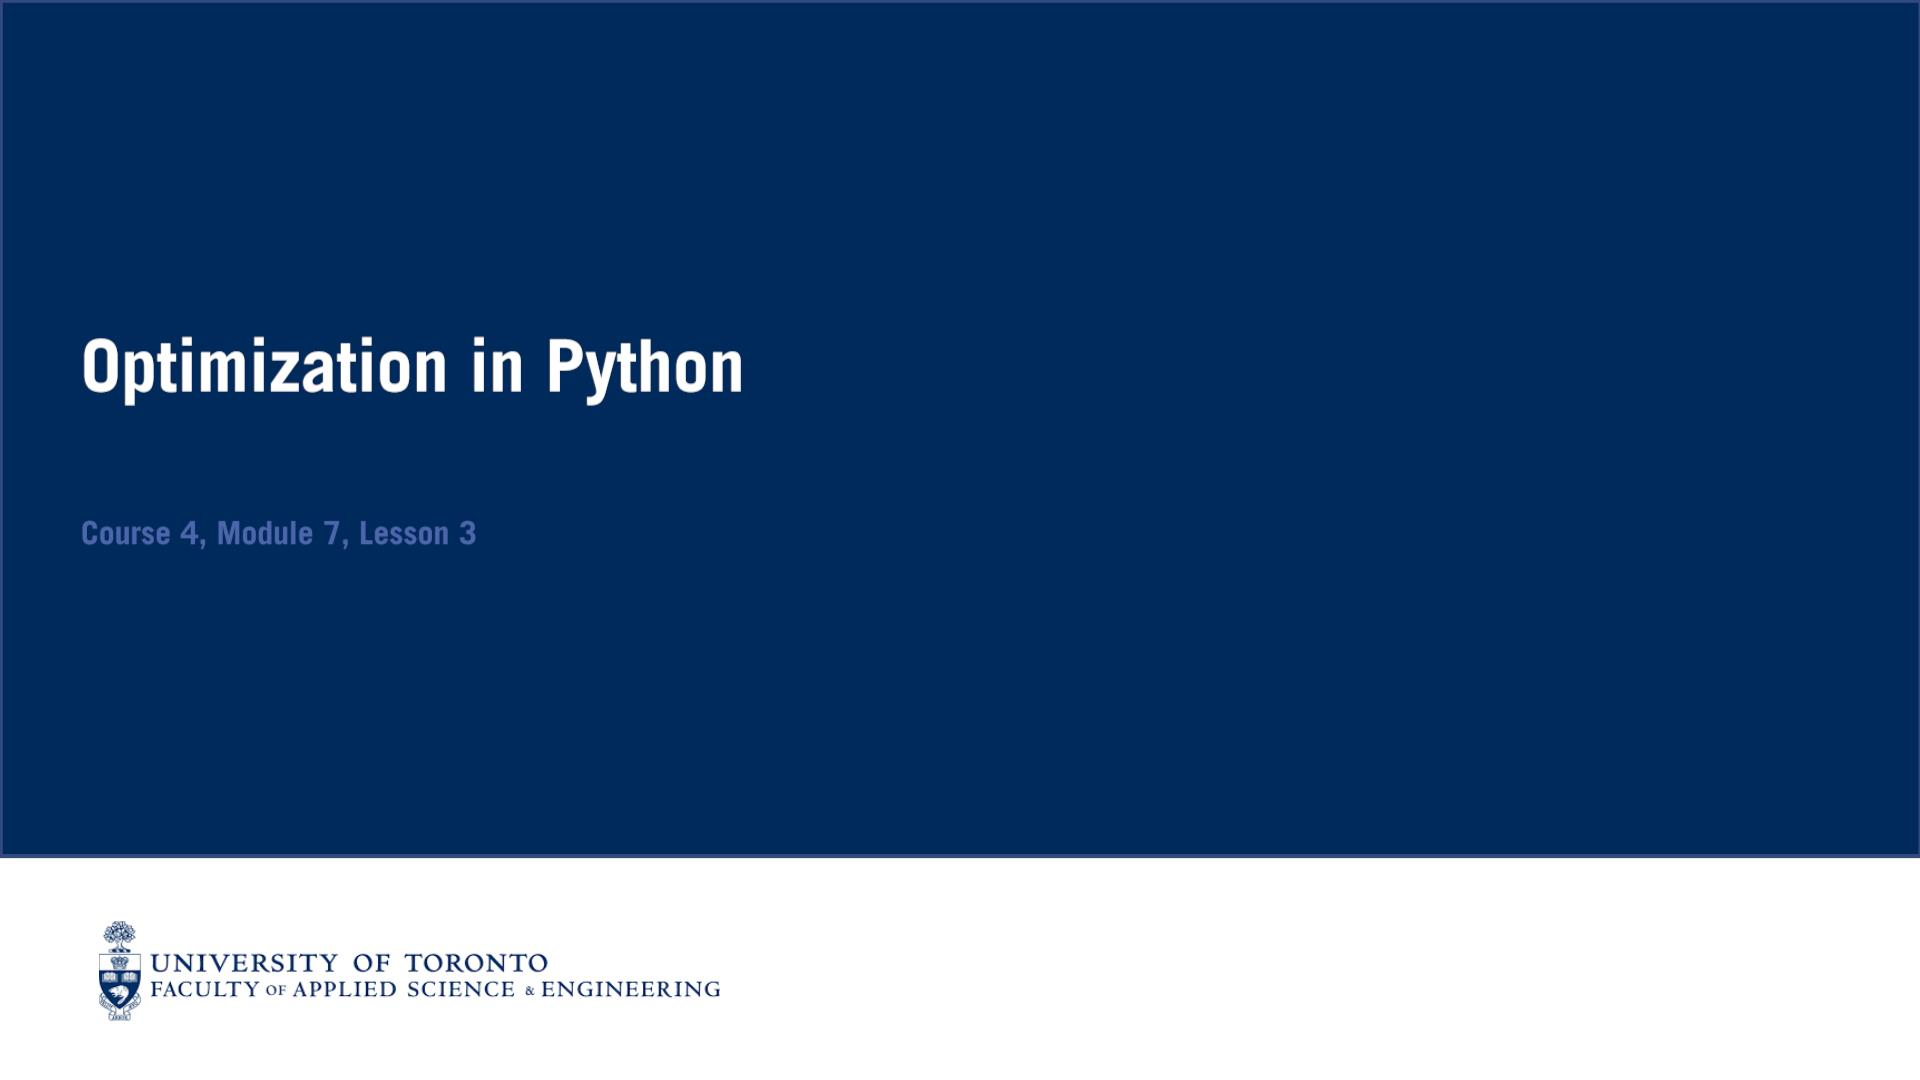 Optimization in Python
Course 4, Module 7, Lesson 3
UNIVERSITY OF TORONTO
FACULTY OF APPLIED SCIENCE & ENGINEERING